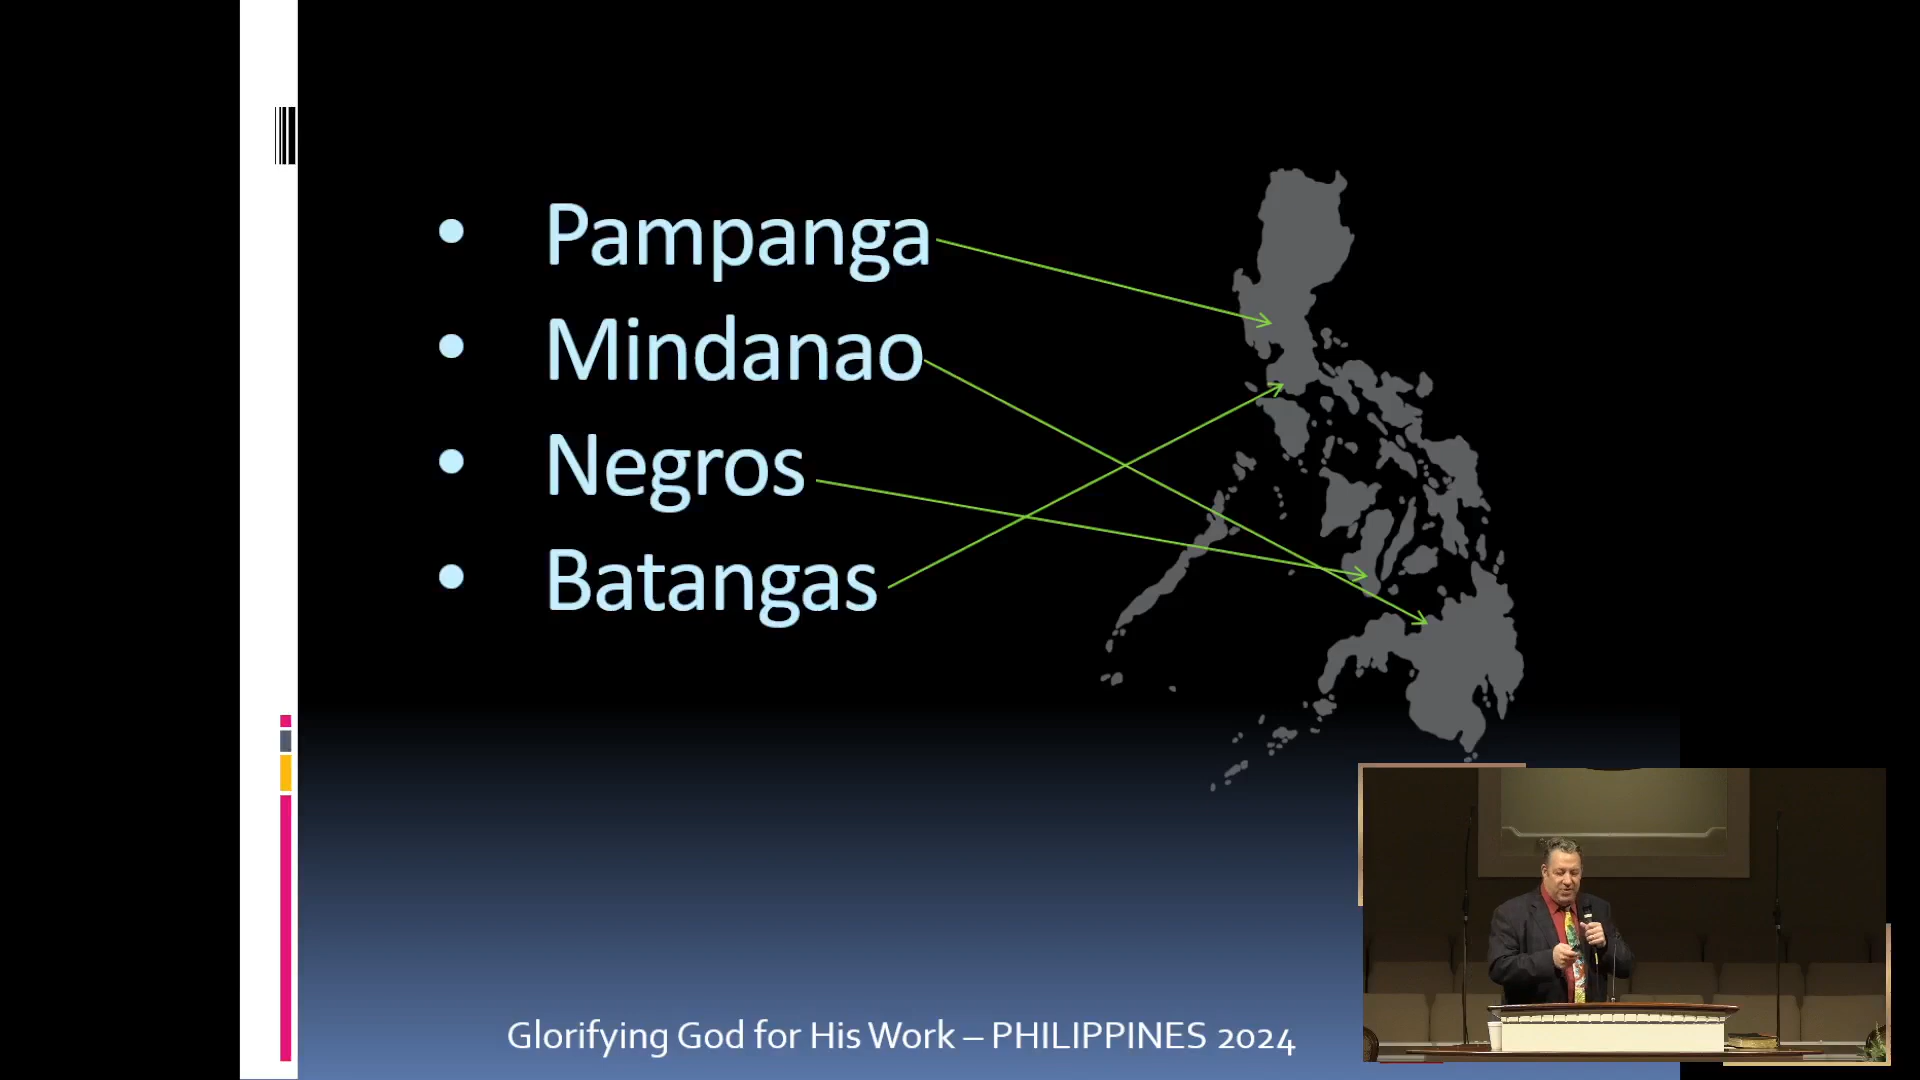 • Pampanga
• Mindanao
• Negros
• Batangas
Glorifying God for His Work – PHILIPPINES 2024